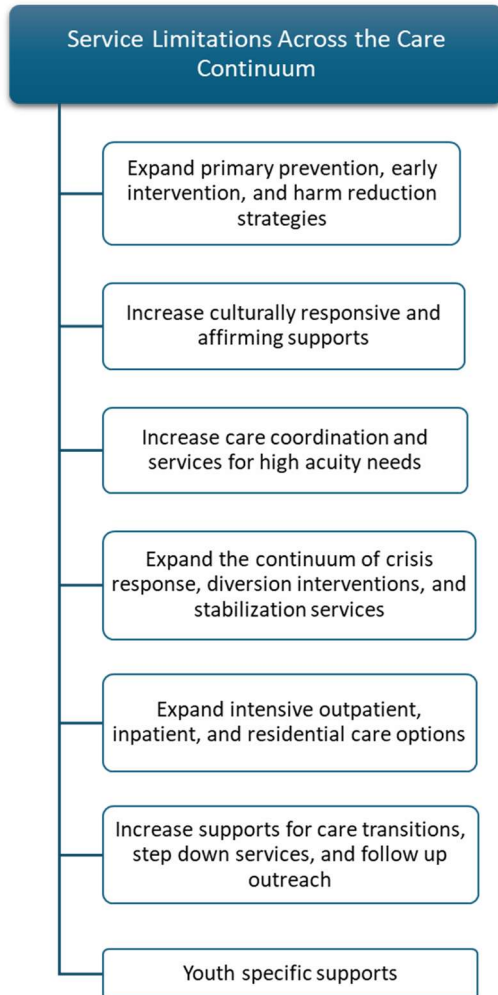 Service Limitations Across the Care
Continuum
Expand primary prevention, early
intervention, and harm reduction
strategies
Increase culturally responsive and
affirming supports
Increase care coordination and
services for high acuity needs
Expand the continuum of crisis
response, diversion interventions, and
stabilization services
Expand intensive outpatient,
inpatient, and residential care options
Increase supports for care transitions,
step down services, and follow up
outreach
Youth specific supports